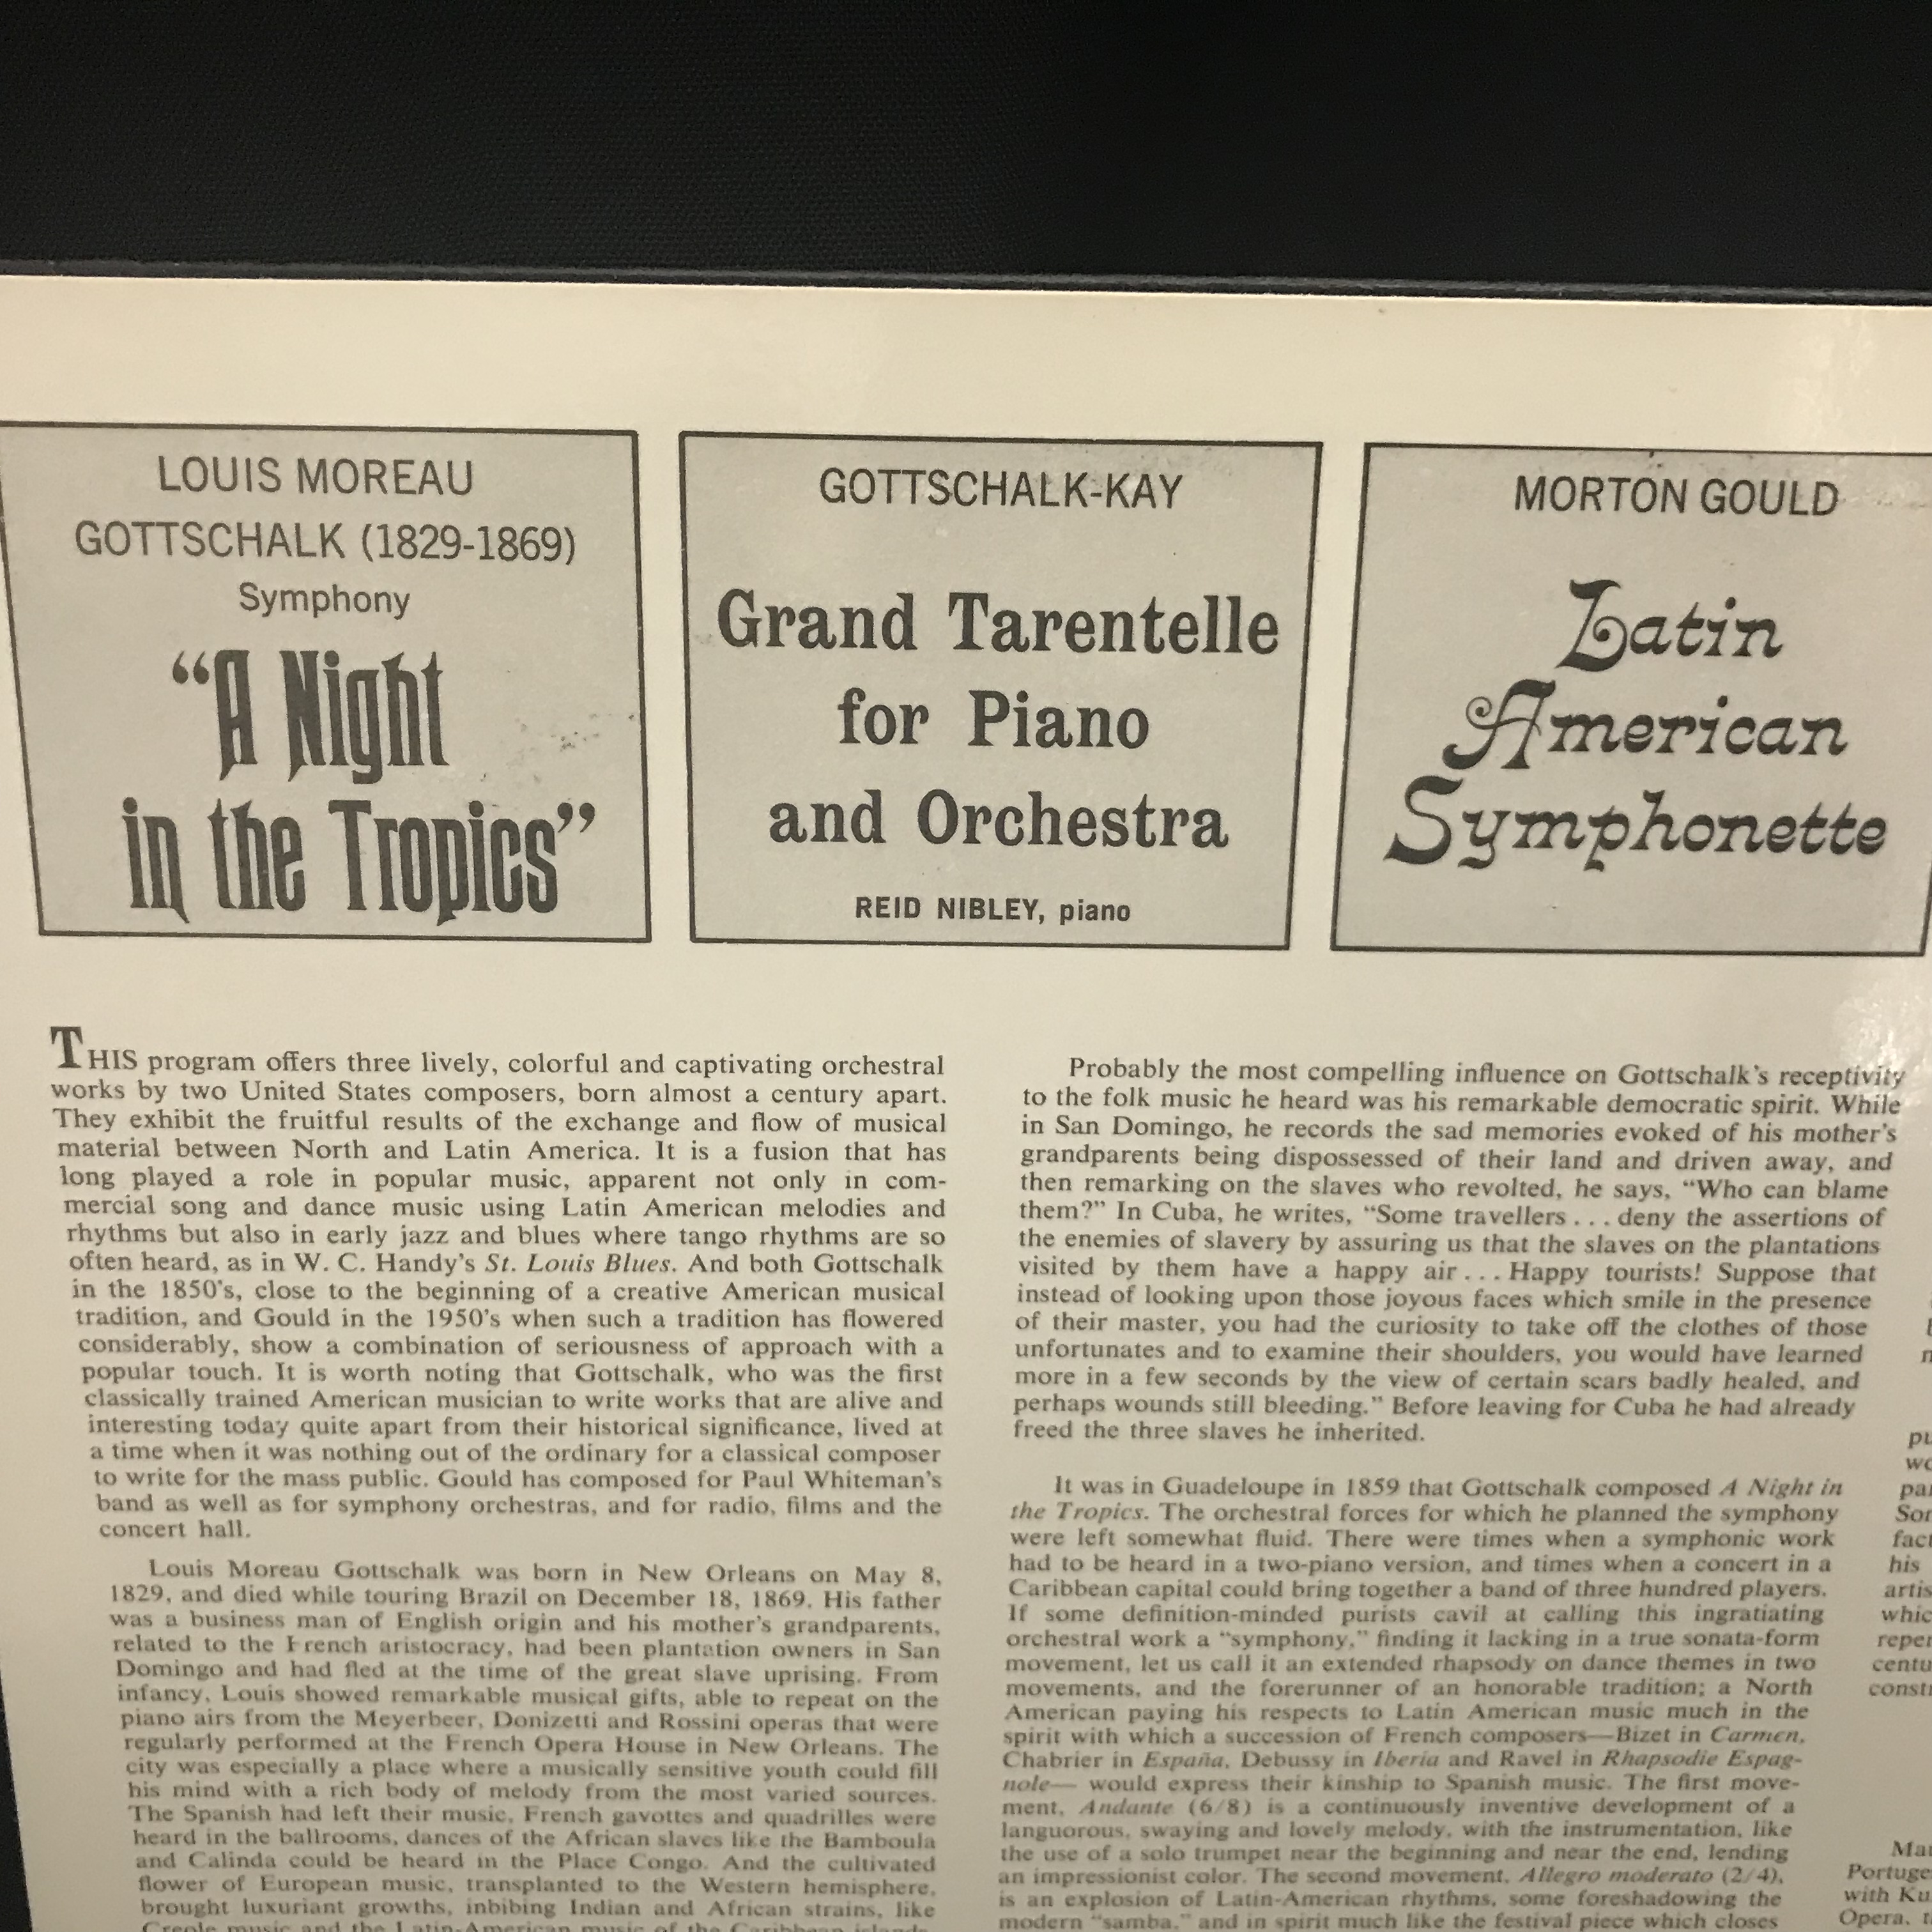 LOUIS MOREAU
GOTTSCHALK (1829-1869)
Symphony
“A Night
in the Tropics”
GOTTSCHALK-KAY
Grand Tarentelle
for Piano
and Orchestra
REID NIBLEY, piano
MORTON GOULD
Latin
American
Symphonette
THIS program offers three lively, colorful and captivating orchestral
works by two United States composers, born almost a century apart.
They exhibit the fruitful results of the exchange and flow of musical
material between North and Latin America. It is a fusion that has
long played a role in popular music, apparent not only in com-
mercial song and dance music using Latin American melodies and
rhythms but also in early jazz and blues where tango rhythms are so
often heard, as in W. C. Handy’s St. Louis Blues. And both Gottschalk
in the 1850’s, close to the beginning of a creative American musical
tradition, and Gould in the 1950’s when such a tradition has flowered
considerably, show a combination of seriousness of approach with a
popular touch. It is worth noting that Gottschalk, who was the first
classically trained American musician to write works that are alive and
interesting today quite apart from their historical significance, lived at
a time when it was nothing out of the ordinary for a classical composer
to write for the mass public. Gould has composed for Paul Whiteman’s
band as well as for symphony orchestras, and for radio, films and the
concert hall.
Louis Moreau Gottschalk was born in New Orleans on May 8,
1829, and died while touring Brazil on December 18, 1869. His father
was a business man of English origin and his mother’s grandparents,
related to the French aristocracy, had been plantation owners in San
Domingo and had fled at the time of the great slave uprising. From
infancy, Louis showed remarkable musical gifts, able to repeat on the
piano airs from the Meyerbeer, Donizetti and Rossini operas that were
regularly performed at the French Opera House in New Orleans. The
city was especially a place where a musically sensitive youth could fill
his mind with a rich body of melody from the most varied sources.
The Spanish had left their music, French gavottes and quadrilles were
heard in the ballrooms, dances of the African slaves like the Bamboula
and Calinda could be heard in the Place Congo. And the cultivated
flower of European music, transplanted to the Western hemisphere,
brought luxuriant growths, inbibing Indian and African strains, like
Creole music and the Latin-American music of the Caribbean islands.
Probably the most compelling influence on Gottschalk’s receptivity
to the folk music he heard was his remarkable democratic spirit. While
in San Domingo, he records the sad memories evoked of his mother’s
grandparents being dispossessed of their land and driven away, and
then remarking on the slaves who revolted, he says, “Who can blame
them?” In Cuba, he writes, “Some travellers . . . deny the assertions of
the enemies of slavery by assuring us that the slaves on the plantations
visited by them have a happy air . . . Happy tourists! Suppose that
instead of looking upon those joyous faces which smile in the presence
of their master, you had the curiosity to take off the clothes of those
unfortunates and to examine their shoulders, you would have learned
more in a few seconds by the view of certain scars badly healed, and
perhaps wounds still bleeding.” Before leaving for Cuba he had already
freed the three slaves he inherited.
It was in Guadeloupe in 1859 that Gottschalk composed A Night in
the Tropics. The orchestral forces for which he planned the symphony
were left somewhat fluid. There were times when a symphonic work
had to be heard in a two-piano version, and times when a concert in a
Caribbean capital could bring together a band of three hundred players.
If some definition-minded purists cavil at calling this ingratiating
orchestral work a “symphony,” finding it lacking in a true sonata-form
movement, let us call it an extended rhapsody on dance themes in two
movements, and the forerunner of an honorable tradition; a North
American paying his respects to Latin American music much in the
spirit with which a succession of French composers—Bizet in Carmen,
Chabrier in España, Debussy in Iberia and Ravel in Rhapsodie Espag-
nole— would express their kinship to Spanish music. The first move-
ment, Andante (6/8) is a continuously inventive development of a
languorous, swaying and lovely melody, with the instrumentation, like
the use of a solo trumpet near the beginning and near the end, lending
an impressionist color. The second movement, Allegro moderato (2/4),
is an explosion of Latin-American rhythms, some foreshadowing the
modern “samba,” and in spirit much like the festival piece which closes
his
with Ku
Opera.